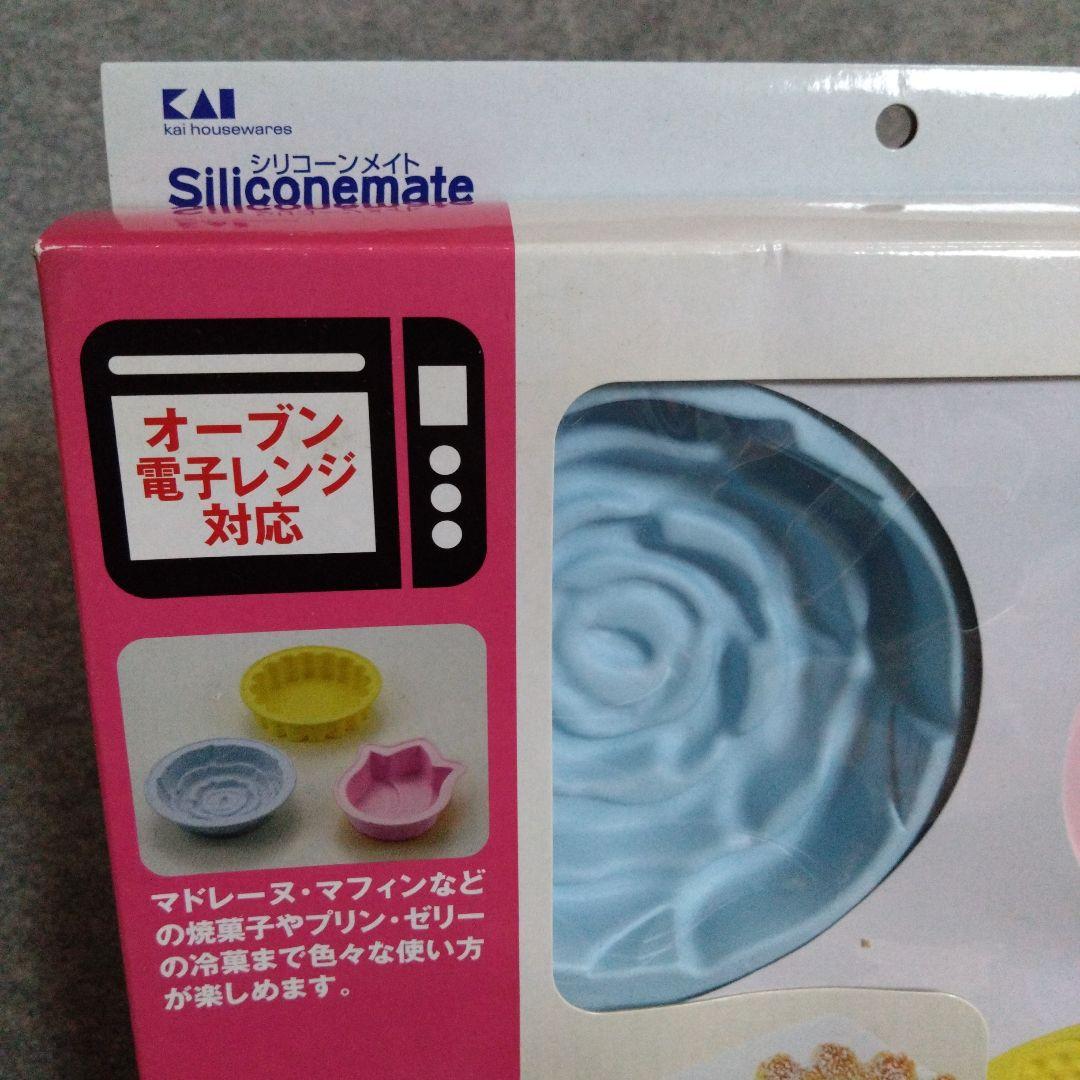 KAI
kai housewares
シリコーンメイト
Siliconemate
オーブン
電子レンジ
対応
マドレーヌ・マフィンなど
の焼菓子やプリン・ゼリー
の冷菓まで色々な使い方
が楽しめます。